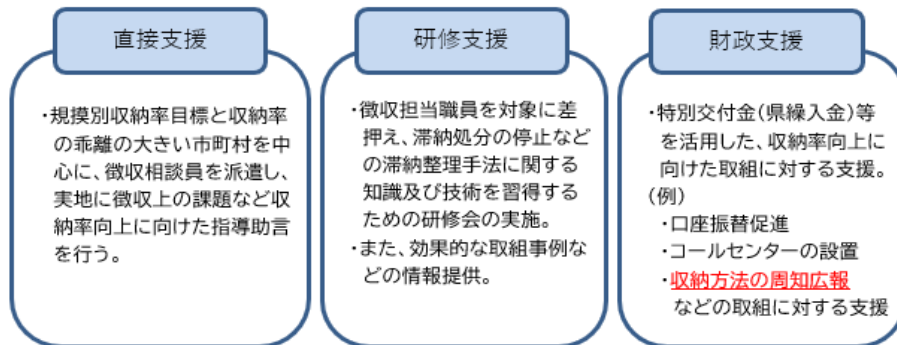 直接支援
・規摸別収納率目標と収納率
の乖離の大きい市町村を中
心に、徴収相談員を派遣し、
実地に徴収上の課題など収
納率向上に向けた指導助言
を行う。
研修支援
・徴収担当職員を対象に差
押え、滞納処分の停止など
の滞納整理手法に関する
知識及び技術を習得する
ための研修会の実施。
・また、効果的な取組事例な
どの情報提供。
財政支援
・特別交付金(県繰入金)等
を活用した、収納率向上に
向けた取組に対する支援。
(例)
・口座振替促進
・コールセンターの設置
・収納方法の周知広報
などの取組に対する支援